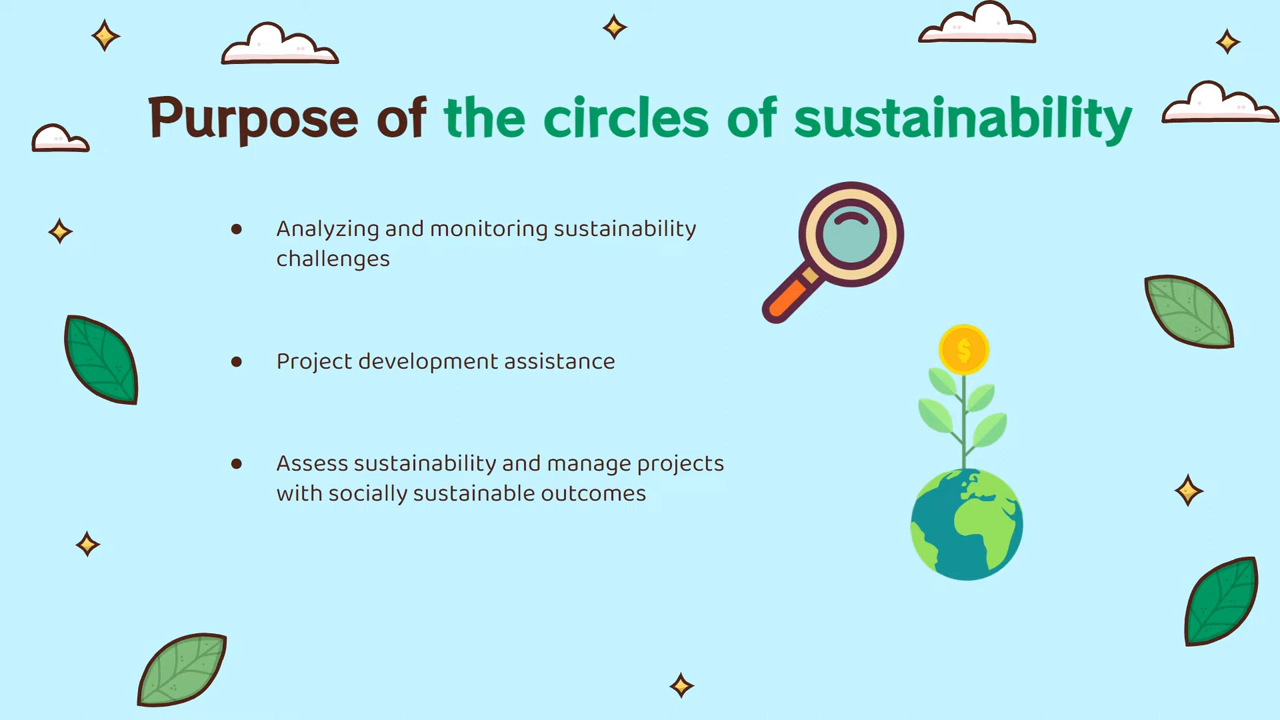 Purpose of the circles of sustainability
● Analyzing and monitoring sustainability
challenges
● Project development assistance
● Assess sustainability and manage projects
with socially sustainable outcomes
$